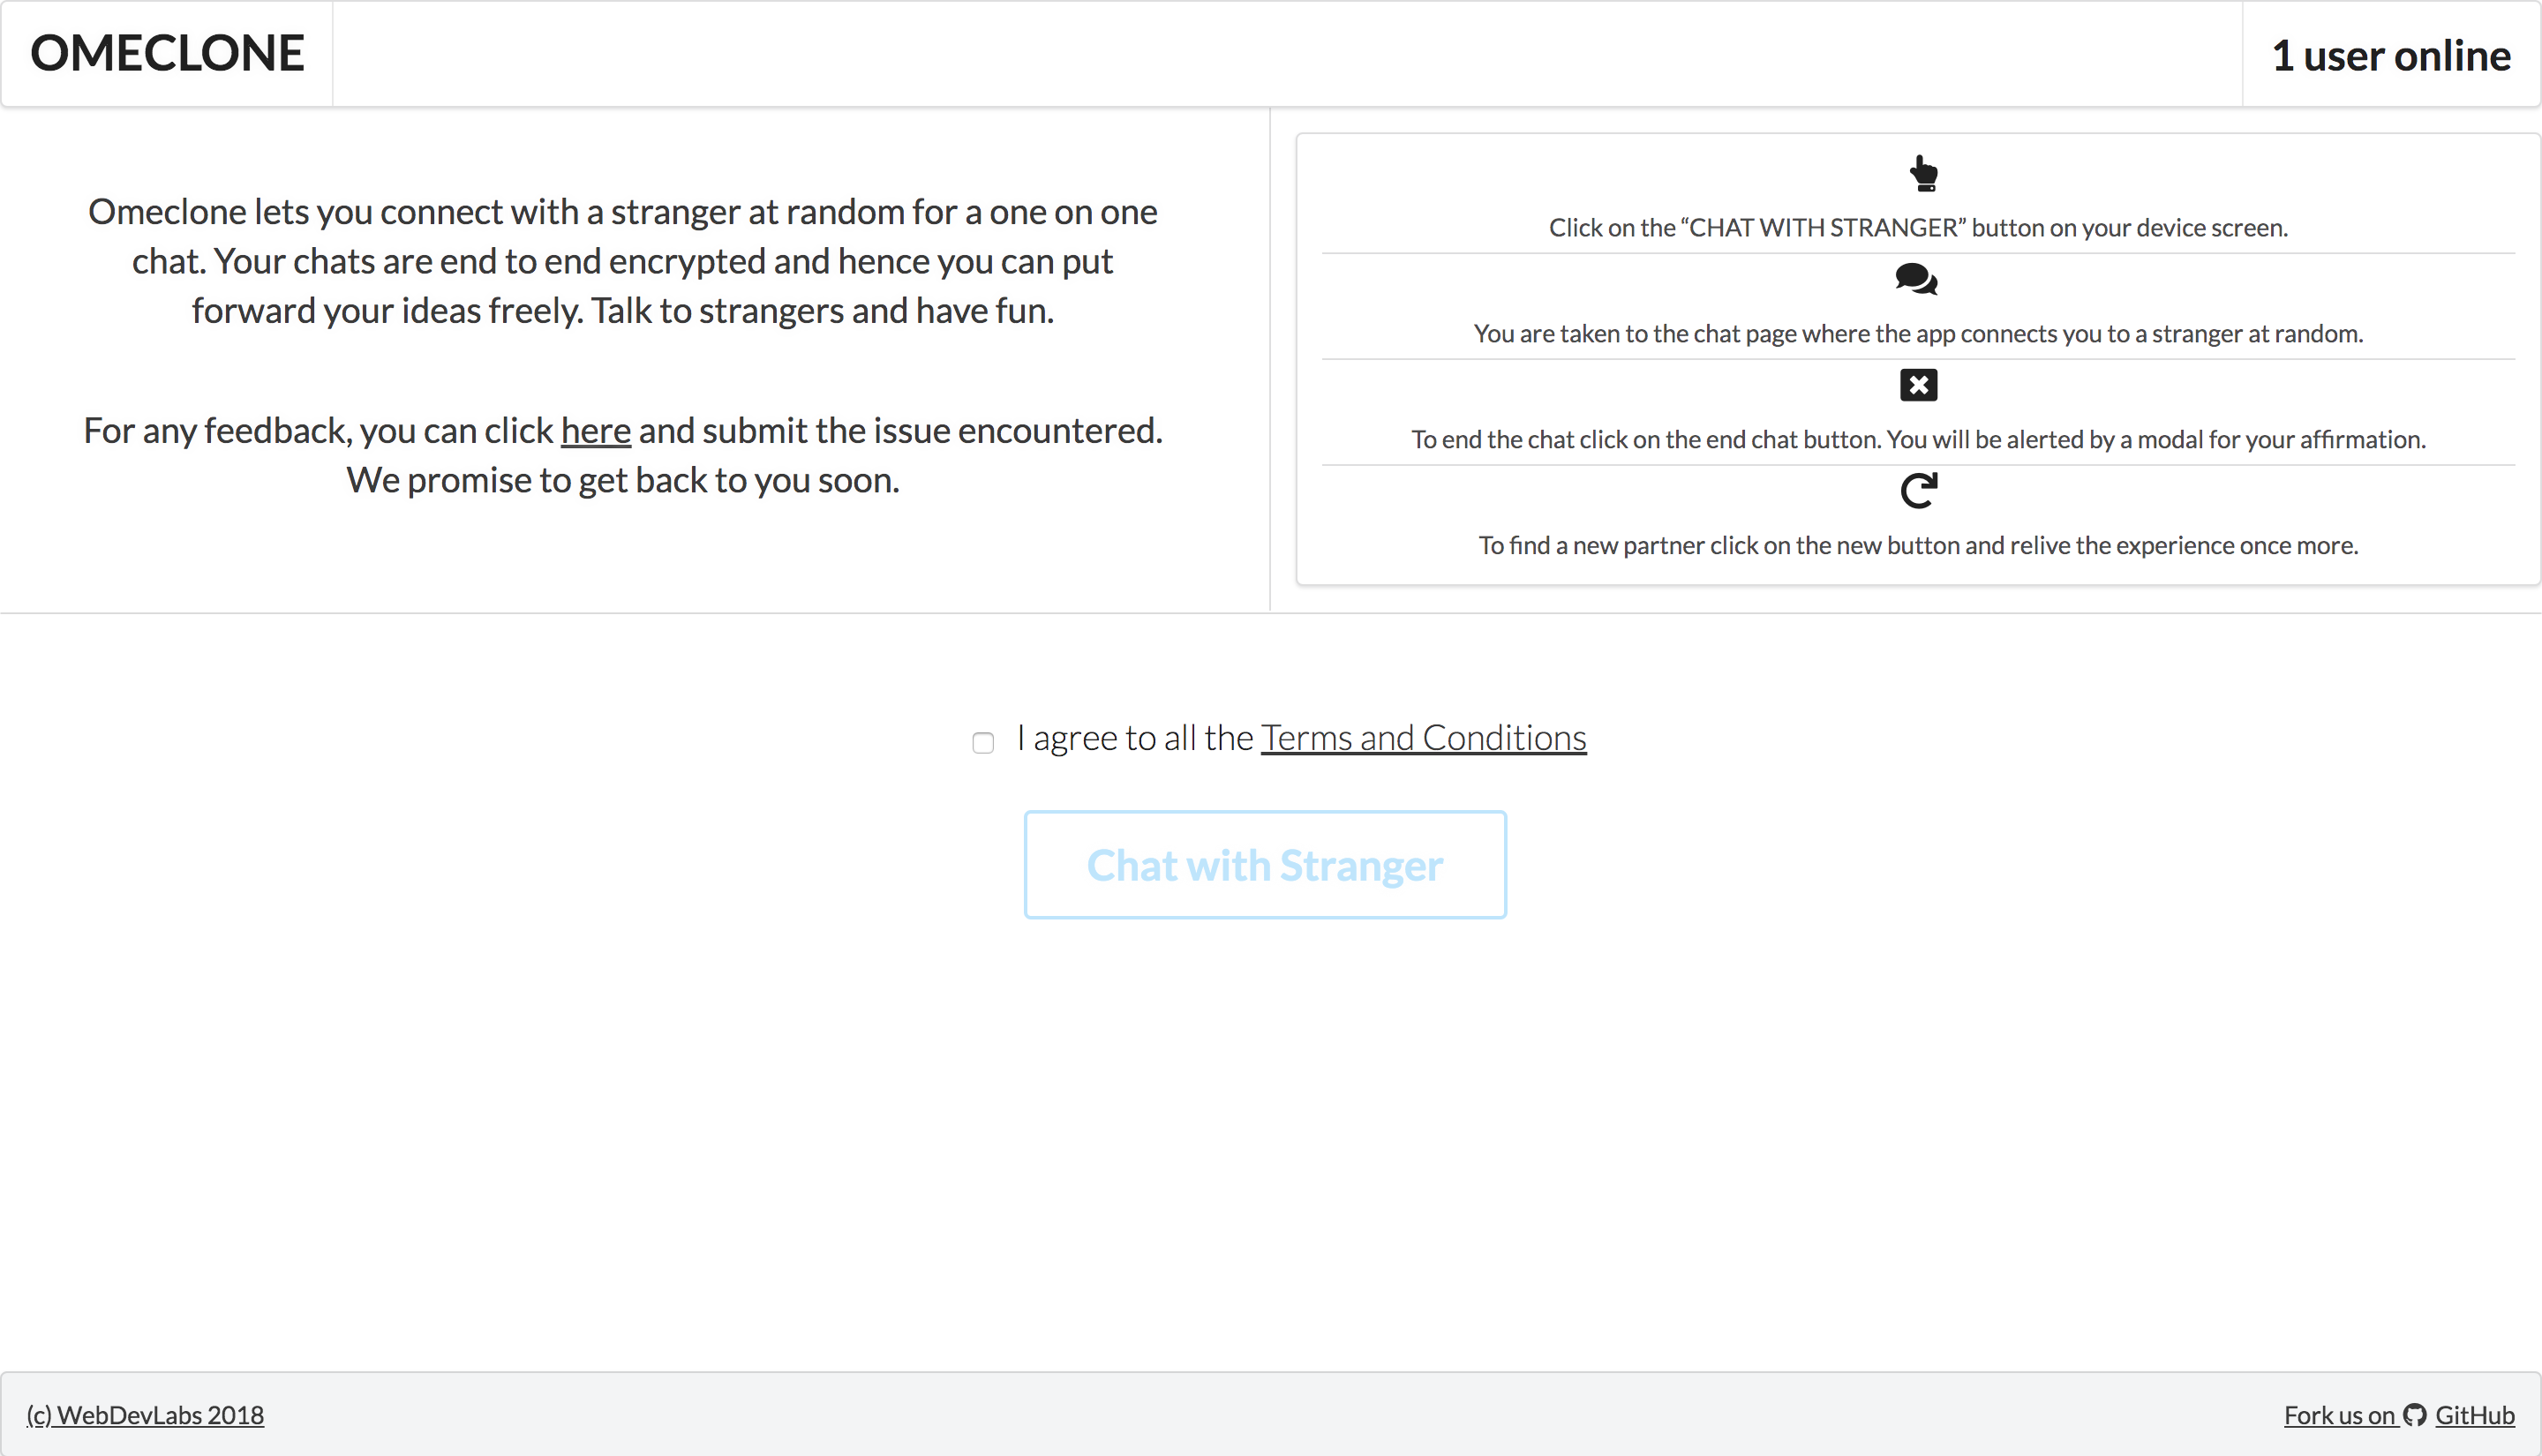 OMECLONE
1 user online
Omeclone lets you connect with a stranger at random for a one on one
chat. Your chats are end to end encrypted and hence you can put
forward your ideas freely. Talk to strangers and have fun.
For any feedback, you can click here and submit the issue encountered.
We promise to get back to you soon.
Click on the “CHAT WITH STRANGER” button on your device screen.
You are taken to the chat page where the app connects you to a stranger at random.
To end the chat click on the end chat button. You will be alerted by a modal for your affirmation.
To find a new partner click on the new button and relive the experience once more.
I agree to all the Terms and Conditions
Chat with Stranger
(c) WebDevLabs 2018
Fork us on GitHub